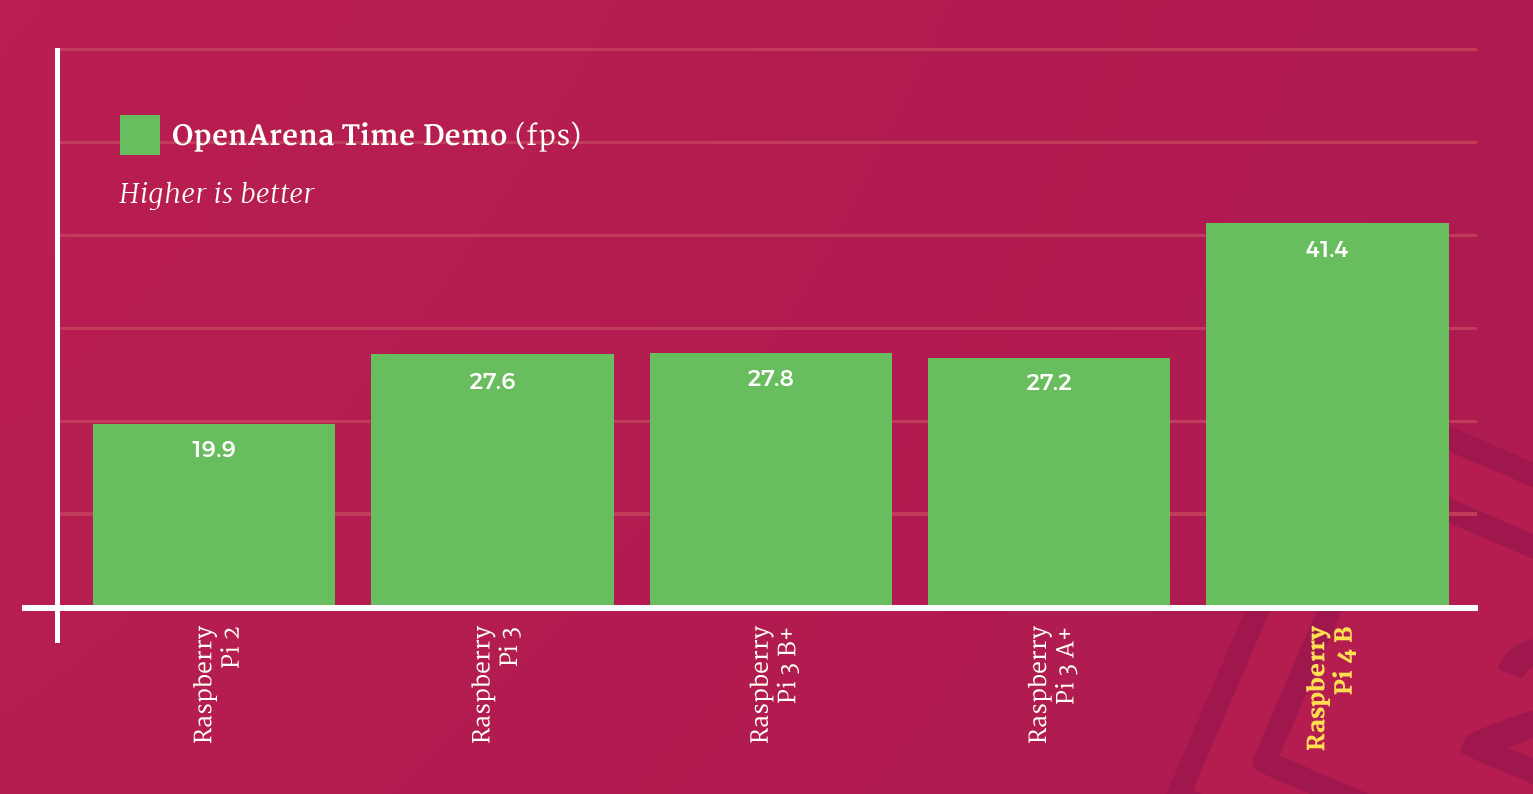 OpenArena Time Demo (fps)
Higher is better
19.9
27.6
27.8
27.2
41.4
Raspberry
Pi 2
Raspberry
Pi 3
Raspberry
Pi 3 B+
Raspberry
Pi 3 A+
Raspberry
Pi 4 B